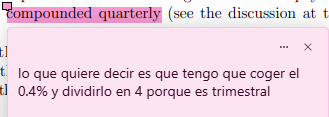 compounded quarterly (see the discussion at t
lo que quiere decir es que tengo que coger el
0.4% y dividirlo en 4 porque es trimestral